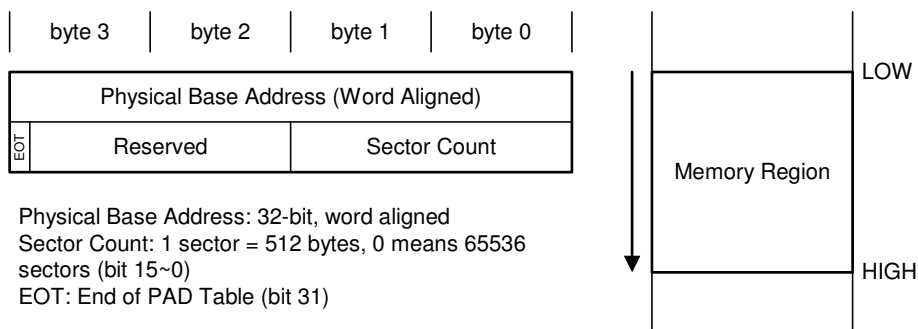 byte 3 byte 2 byte 1 byte 0
LOW
Physical Base Address (Word Aligned)
EOT Reserved Sector Count
Memory Region
Physical Base Address: 32-bit, word aligned
Sector Count: 1 sector = 512 bytes, 0 means 65536
sectors (bit 15~0)
HIGH
EOT: End of PAD Table (bit 31)